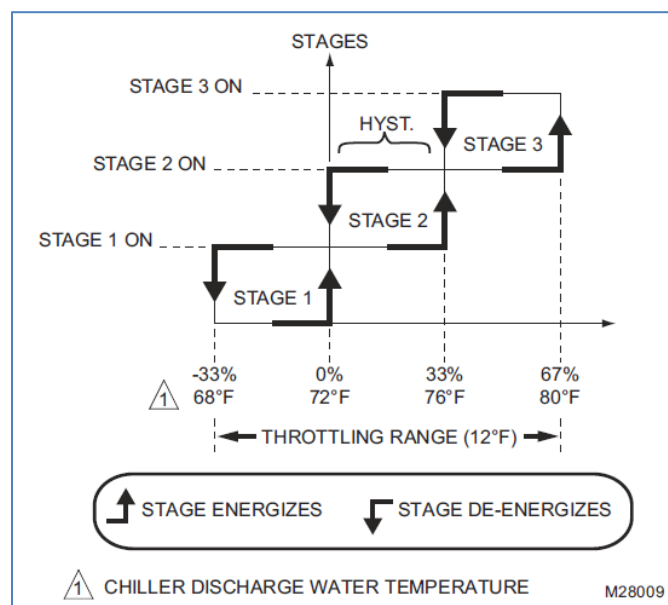 STAGES
STAGE 3 ON
HYST.
STAGE 3
STAGE 2 ON
STAGE 2
STAGE 1 ON
STAGE 1
-33% 0% 33% 67%
1 68°F 72°F 76°F 80°F
THROTTLING RANGE (12°F)
STAGE ENERGIZES STAGE DE-ENERGIZES
1 CHILLER DISCHARGE WATER TEMPERATURE M28009